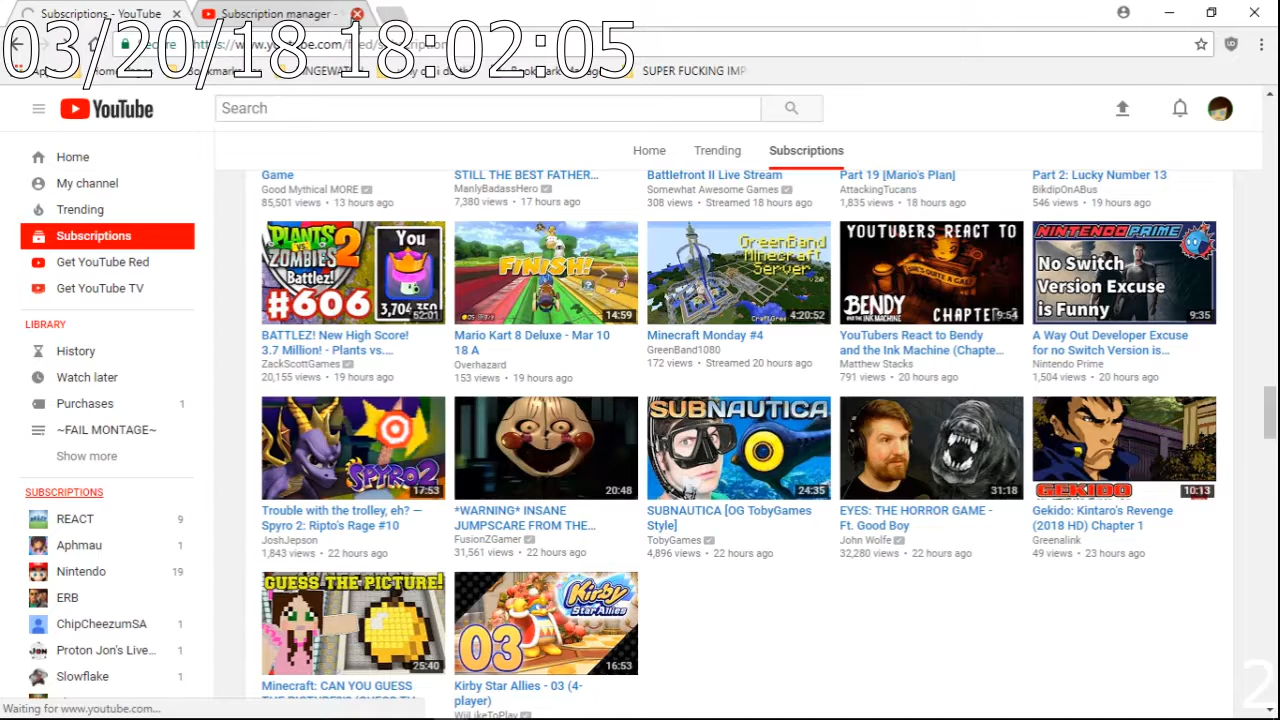 Subscriptions - YouTube
Subscription manager -
03/20/18 18:02:05
SUPER FUCKING IMP
YouTube
Search
Home
Trending
Subscriptions
Home
My channel
Trending
Subscriptions
Get YouTube Red
Get YouTube TV
LIBRARY
History
Watch later
Purchases 1
~FAIL MONTAGE~
Show more
SUBSCRIPTIONS
REACT 9
Aphmau 1
Nintendo 19
ERB
ChipCheezumSA 1
Proton Jon's Live... 1
Slowflake 1
Game
Good Mythical MORE
85,501 views • 13 hours ago
STILL THE BEST FATHER...
ManlyBadassHero
7,380 views • 17 hours ago
Battlefront II Live Stream
Somewhat Awesome Games
308 views • Streamed 18 hours ago
Part 19 [Mario's Plan]
AttackingTucans
1,835 views • 18 hours ago
Part 2: Lucky Number 13
BikdipOnABus
546 views • 19 hours ago
PLANTS
ZOMBIES 2
Battlez!
#606
You
3,704,350
52:01
BATTLEZ! New High Score!
3.7 Million! - Plants vs....
ZackScottGames
20,155 views • 19 hours ago
FINISH!
14:59
Mario Kart 8 Deluxe - Mar 10
18 A
Overhazard
153 views • 19 hours ago
GreenBand
Minecraft
Server
4:20:52
Minecraft Monday #4
GreenBand1080
172 views • Streamed 20 hours ago
YOUTUBERS REACT TO
BENDY
AND THE INK MACHINE
CHAPTE
9:54
YouTubers React to Bendy
and the Ink Machine (Chapte...
Matthew Stacks
791 views • 20 hours ago
NINTENDO PRIME
No Switch
Version Excuse
is Funny
9:35
A Way Out Developer Excuse
for no Switch Version is...
Nintendo Prime
1,504 views • 20 hours ago
SPYRO 2
17:53
Trouble with the trolley, eh? –
Spyro 2: Ripto's Rage #10
JoshJepson
1,843 views • 22 hours ago
20:48
*WARNING* INSANE
JUMPSCARE FROM THE...
FusionZGamer
31,561 views • 22 hours ago
SUBNAUTICA
24:35
SUBNAUTICA [OG TobyGames
Style]
TobyGames
4,896 views • 22 hours ago
31:18
EYES: THE HORROR GAME -
Ft. Good Boy
John Wolfe
32,280 views • 22 hours ago
GEKIDO
10:13
Gekido: Kintaro's Revenge
(2018 HD) Chapter 1
Greenalink
49 views • 23 hours ago
GUESS THE PICTURE!
25:40
Minecraft: CAN YOU GUESS
Kirby
Star Allies
03
16:53
Kirby Star Allies - 03 (4-
player)
WiiLikeToPlay
Waiting for www.youtube.com...
2